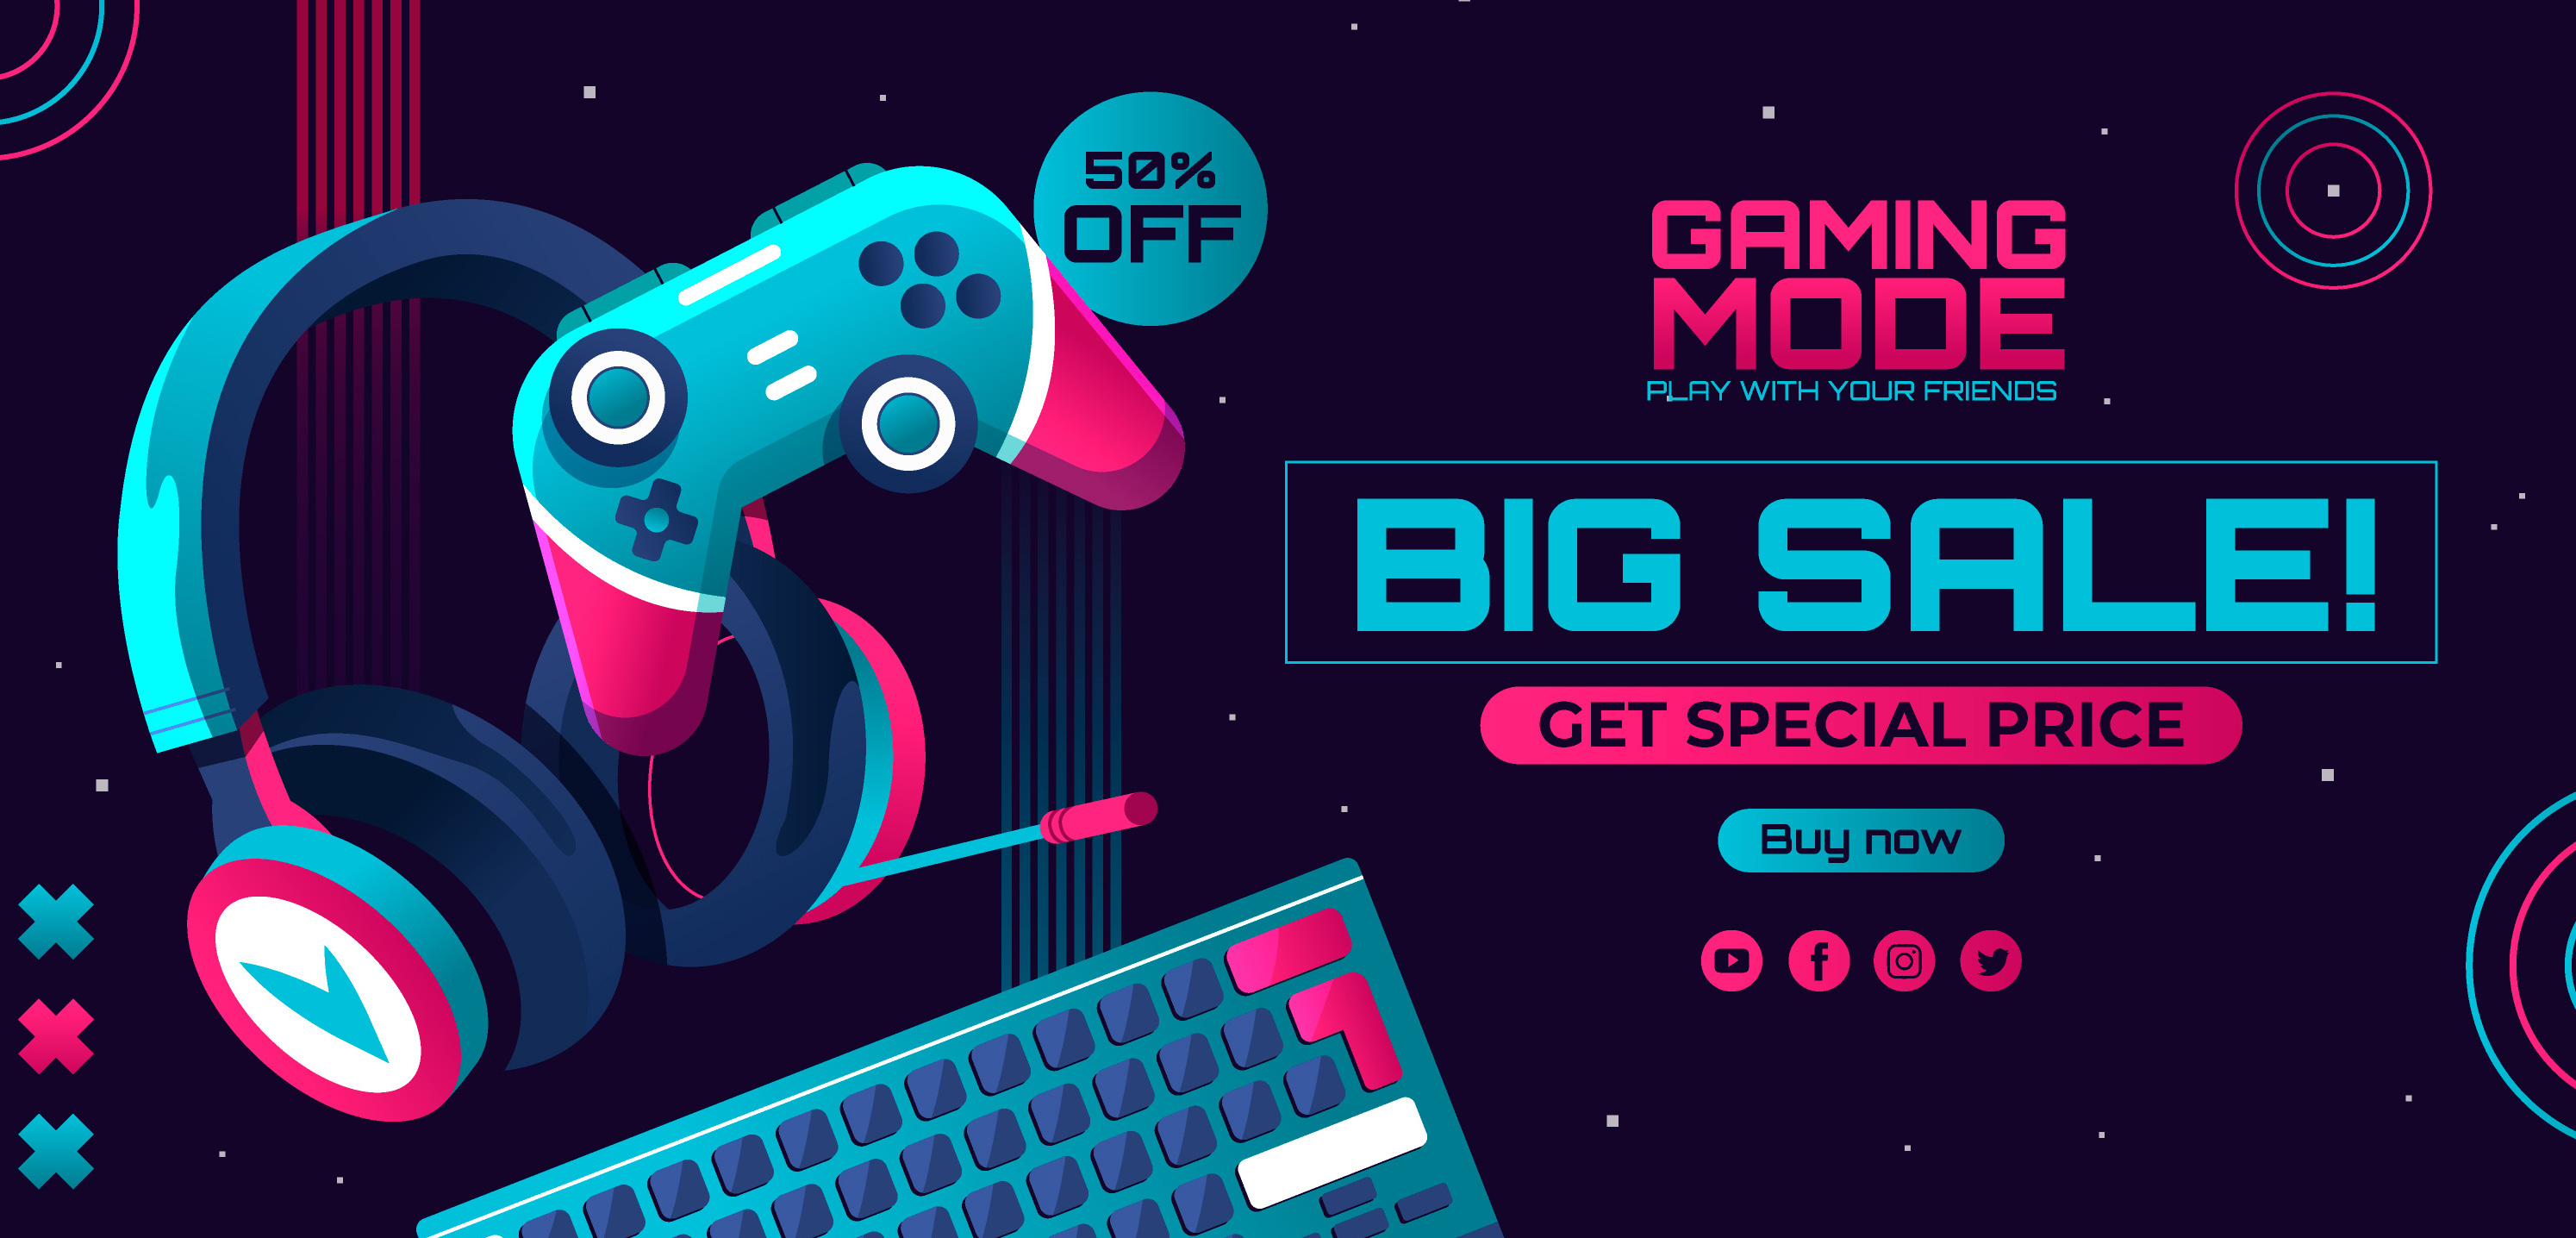 50%
OFF
GAMING
MODE
PLAY WITH YOUR FRIENDS
BIG SALE!
GET SPECIAL PRICE
Buy now